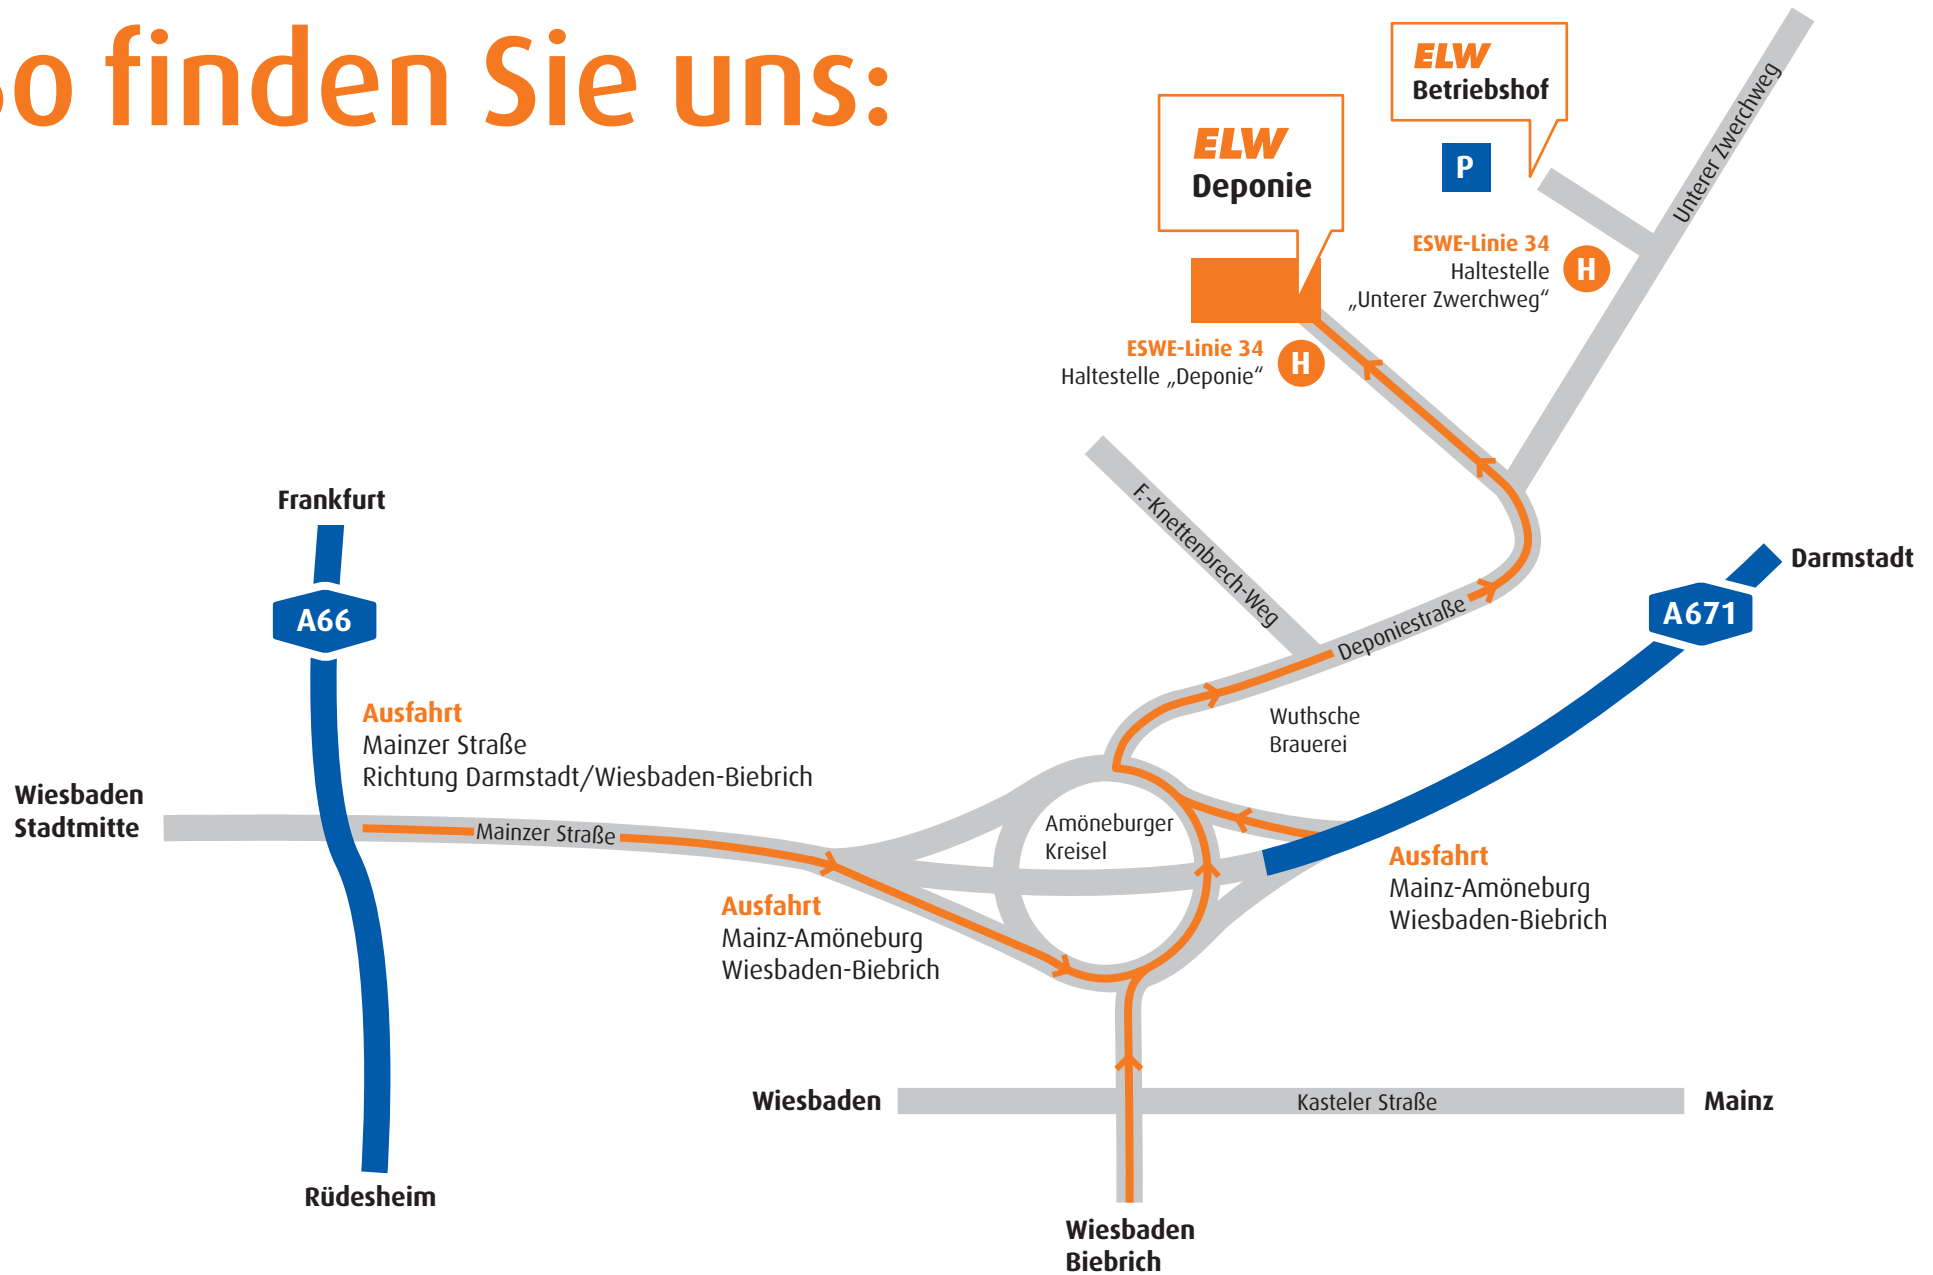 So finden Sie uns:
ELW
Betriebshof
ELW
Deponie
P
Unterer Zwerchweg
ESWE-Linie 34
Haltestelle
„Unterer Zwerchweg“
H
ESWE-Linie 34
Haltestelle „Deponie“
H
F.-Knettenbrech-Weg
Frankfurt
A66
Darmstadt
A671
Deponiestraße
Ausfahrt
Mainzer Straße
Richtung Darmstadt/Wiesbaden-Biebrich
Wuthsche
Brauerei
Wiesbaden
Stadtmitte
Mainzer Straße
Amöneburger
Kreisel
Ausfahrt
Mainz-Amöneburg
Wiesbaden-Biebrich
Ausfahrt
Mainz-Amöneburg
Wiesbaden-Biebrich
Wiesbaden
Kasteler Straße
Mainz
Rüdesheim
Wiesbaden
Biebrich